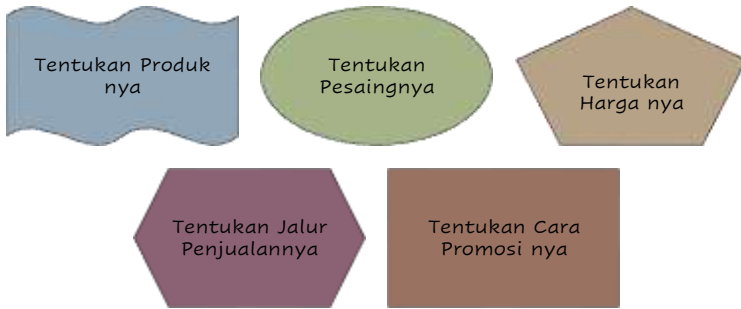 Tentukan Produk
nya
Tentukan
Pesaingnya
Tentukan
Harga nya
Tentukan Jalur
Penjualannya
Tentukan Cara
Promosi nya